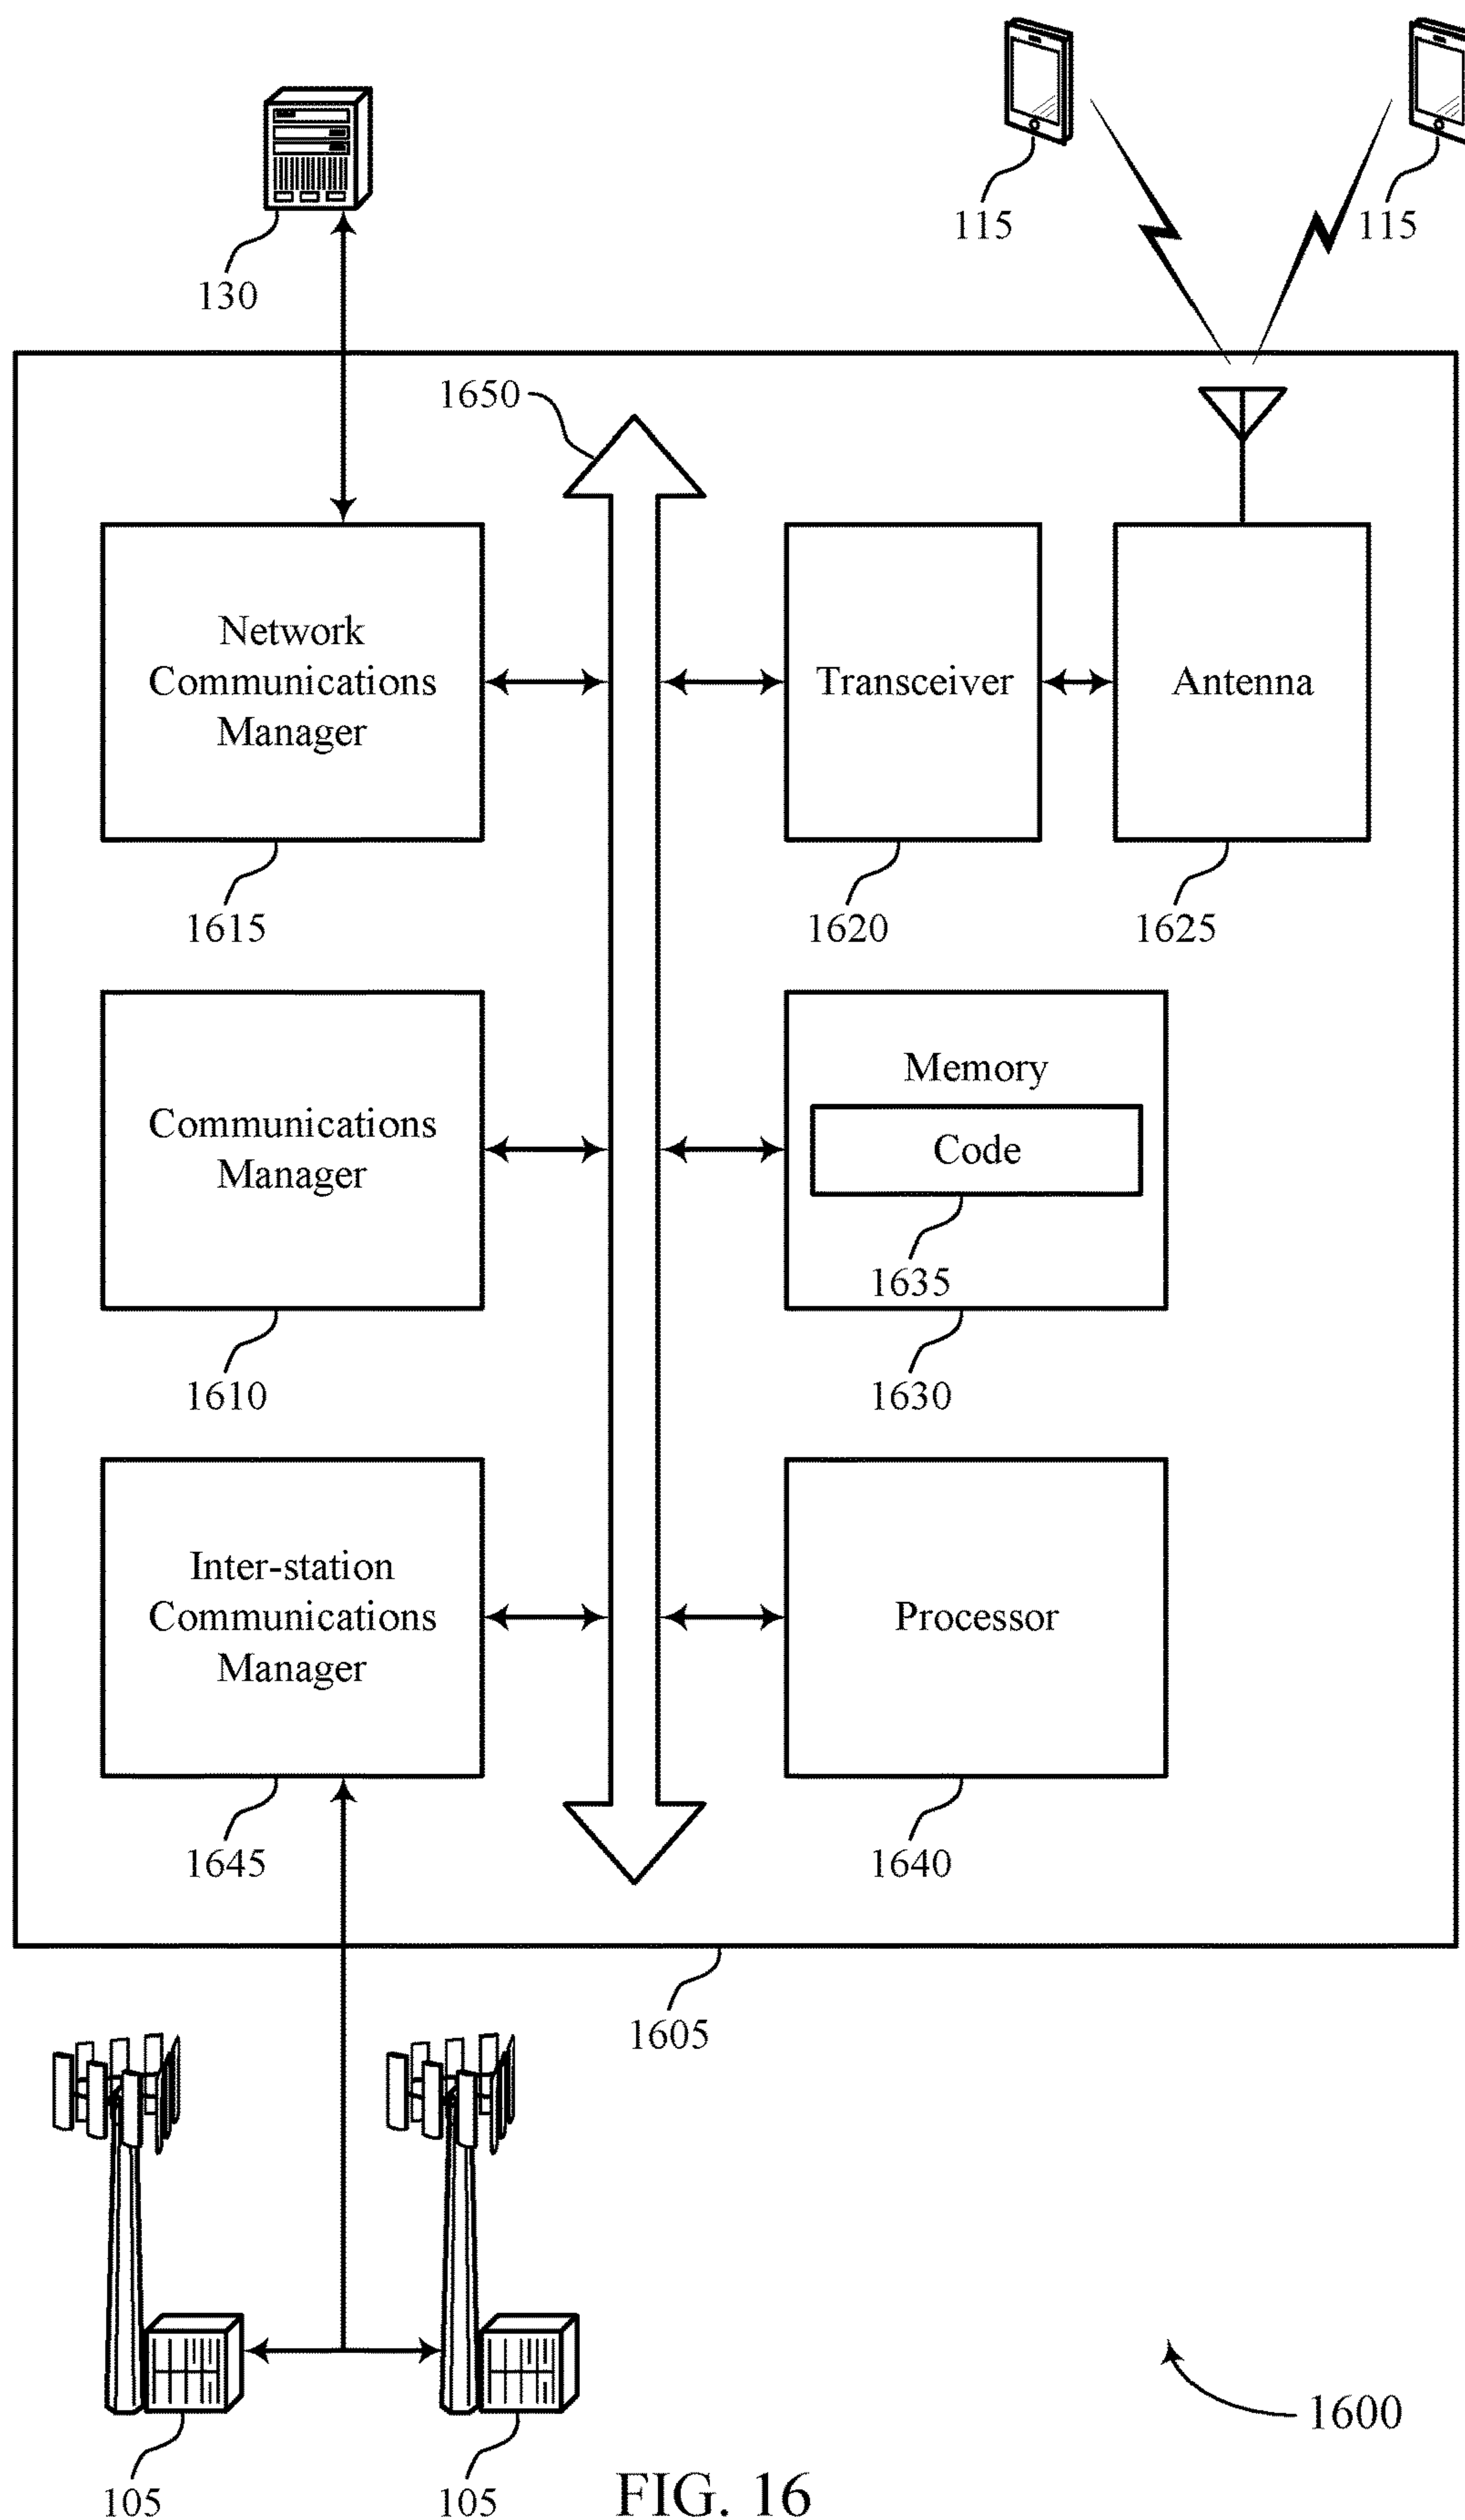 130
115
115
1650
Network
Communications
Manager
Transceiver
Antenna
1615
1620
1625
Communications
Manager
Memory
Code
1635
1610
1630
Inter-station
Communications
Manager
Processor
1645
1640
1605
1600
105
105
FIG. 16